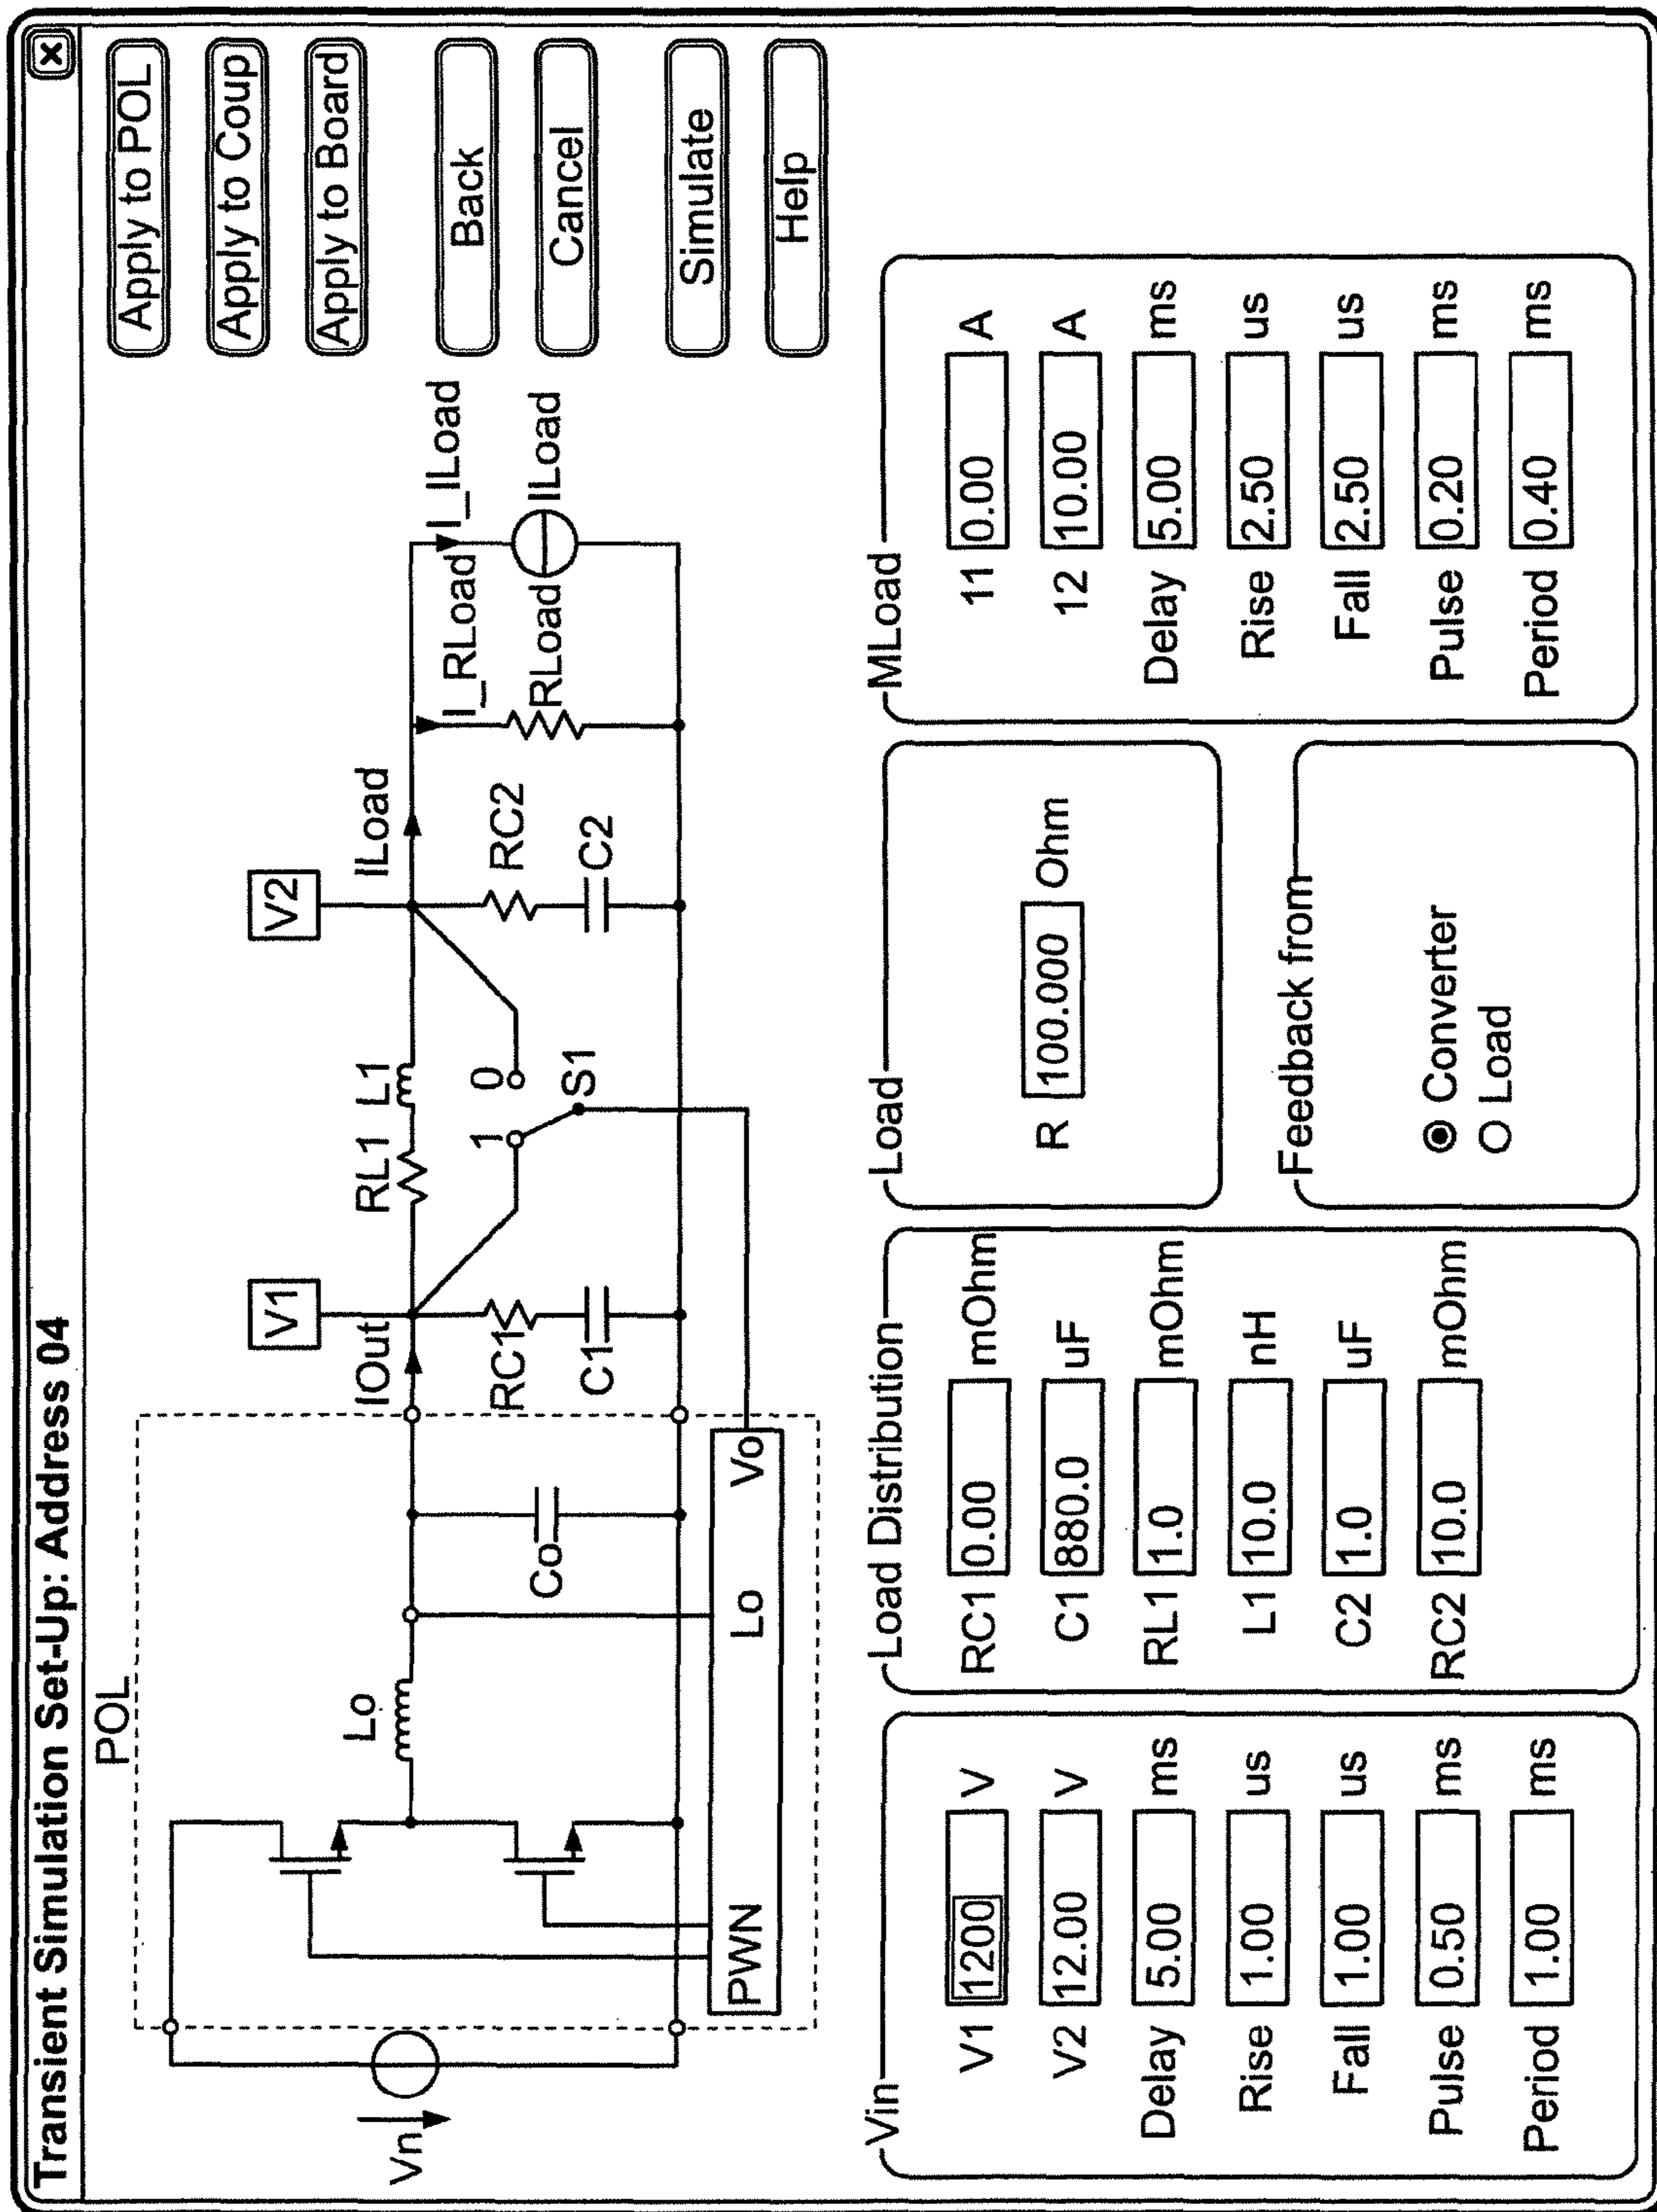 Transient Simulation Set-Up: Address 04
POL
Vn
Lo
Co
PWN
Lo
Vo
IOut
V1
RC1
C1
RL1 L1
1 0
S1
V2
ILoad
RC2
C2
I_RLoad
RLoad
I_ILoad
ILoad
Apply to POL
Apply to Coup
Apply to Board
Back
Cancel
Simulate
Help
Vin
V1 1200 V
V2 12.00 V
Delay 5.00 ms
Rise 1.00 us
Fall 1.00 us
Pulse 0.50 ms
Period 1.00 ms
Load Distribution
RC1 0.00 mOhm
C1 880.0 uF
RL1 1.0 mOhm
L1 10.0 nH
C2 1.0 uF
RC2 10.0 mOhm
Load
R 100.000 Ohm
Feedback from
Converter
Load
MLoad
11 0.00 A
12 10.00 A
Delay 5.00 ms
Rise 2.50 us
Fall 2.50 us
Pulse 0.20 ms
Period 0.40 ms